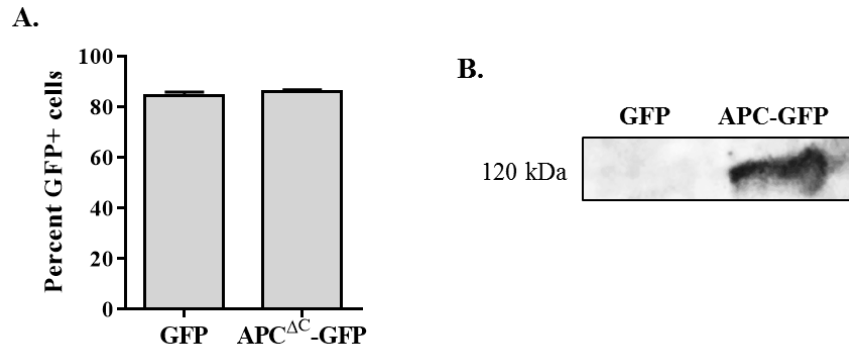 A.
Percent GFP+ cells
100
80
60
40
20
0
GFP
APC^ΔC-GFP
B.
GFP APC-GFP
120 kDa